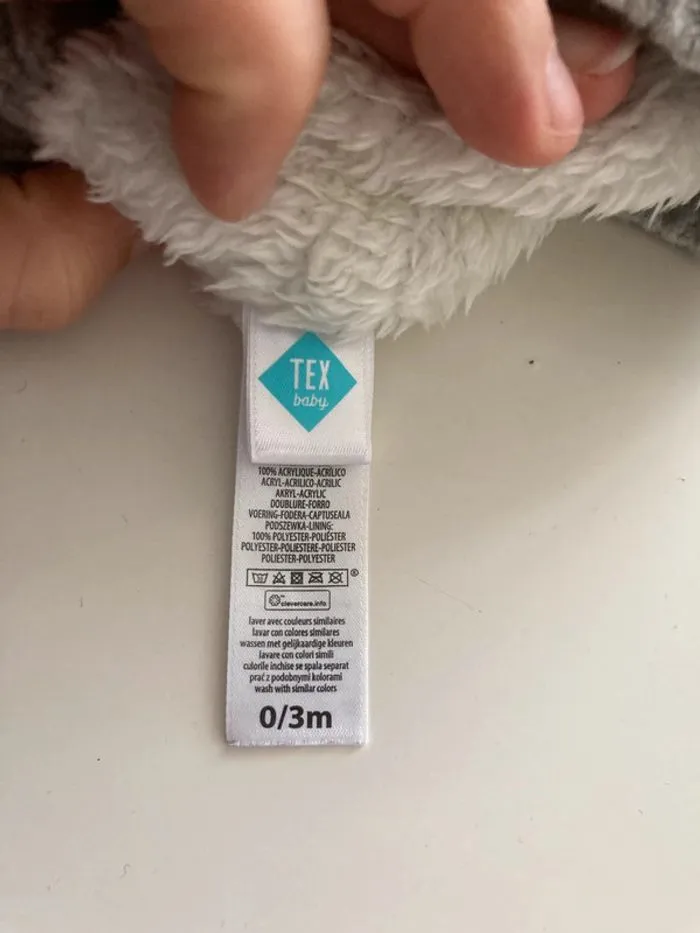 TEX
baby
100% ACRYLIQUE-ACRÍLICO
ACRYL-ACRILICO-ACRILIC
AKRYL-ACRYLIC
DOUBLURE-FORRO
VOERING-FODERA-CAPTUSEALA
PODSZEWKA-LINING:
100% POLYESTER-POLIÉSTER
POLYESTER-POLIESTERE-POLIESTER
POLIESTER-POLYESTER
®
clevercare.info
laver avec couleurs similaires
lavar con colores similares
wassen met gelijkaardige kleuren
lavare con colori simili
culorile inchise se spala separat
prać z podobnymi kolorami
wash with similar colors
0/3m